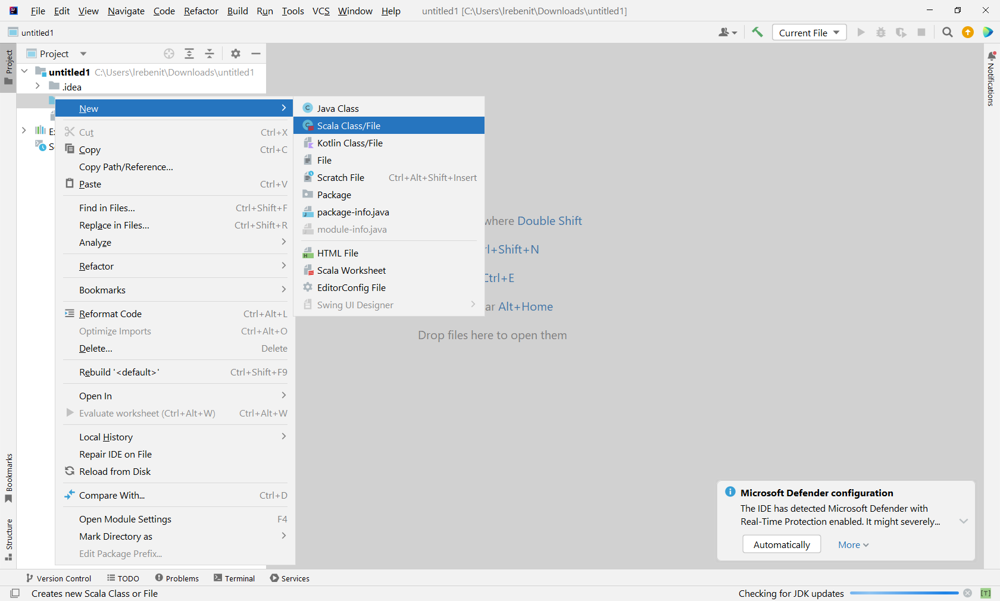 File Edit View Navigate Code Refactor Build Run Tools VCS Window Help untitled1 [C:\Users\lrebenit\Downloads\untitled1]
untitled1
Current File
Project
Project
untitled1 C:\Users\lrebenit\Downloads\untitled1
.idea
Notifications
New
Cut Ctrl+X
Copy Ctrl+C
Copy Path/Reference...
Paste Ctrl+V
Find in Files... Ctrl+Shift+F
Replace in Files... Ctrl+Shift+R
Analyze
Refactor
Bookmarks
Reformat Code Ctrl+Alt+L
Optimize Imports Ctrl+Alt+O
Delete... Delete
Rebuild '<default>' Ctrl+Shift+F9
Open In
Evaluate worksheet (Ctrl+Alt+W) Ctrl+Alt+W
Local History
Repair IDE on File
Reload from Disk
Compare With... Ctrl+D
Open Module Settings F4
Mark Directory as
Edit Package Prefix...
Java Class
Scala Class/File
Kotlin Class/File
File
Scratch File Ctrl+Alt+Shift+Insert
Package
package-info.java
module-info.java
HTML File
Scala Worksheet
EditorConfig File
Swing UI Designer
Double Shift
+Shift+N
Ctrl+E
Alt+Home
Drop files here to open them
Bookmarks
Structure
Microsoft Defender configuration
The IDE has detected Microsoft Defender with
Real-Time Protection enabled. It might severely...
Automatically More
Version Control TODO Problems Terminal Services
Creates new Scala Class or File
Checking for JDK updates
[T]